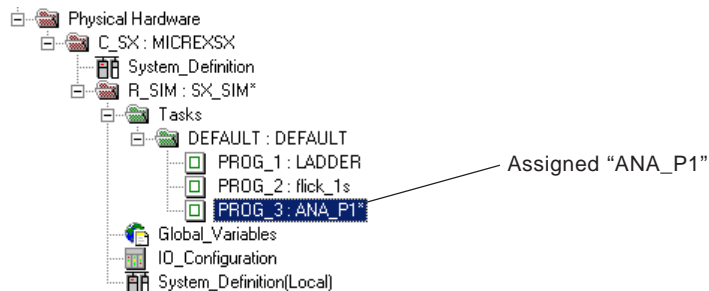 Physical Hardware
C_SX : MICREXSX
System_Definition
R_SIM : SX_SIM*
Tasks
DEFAULT : DEFAULT
PROG_1 : LADDER
PROG_2 : flick_1s
PROG_3 : ANA_P1*
Assigned “ANA_P1”
Global_Variables
IO_Configuration
System_Definition(Local)